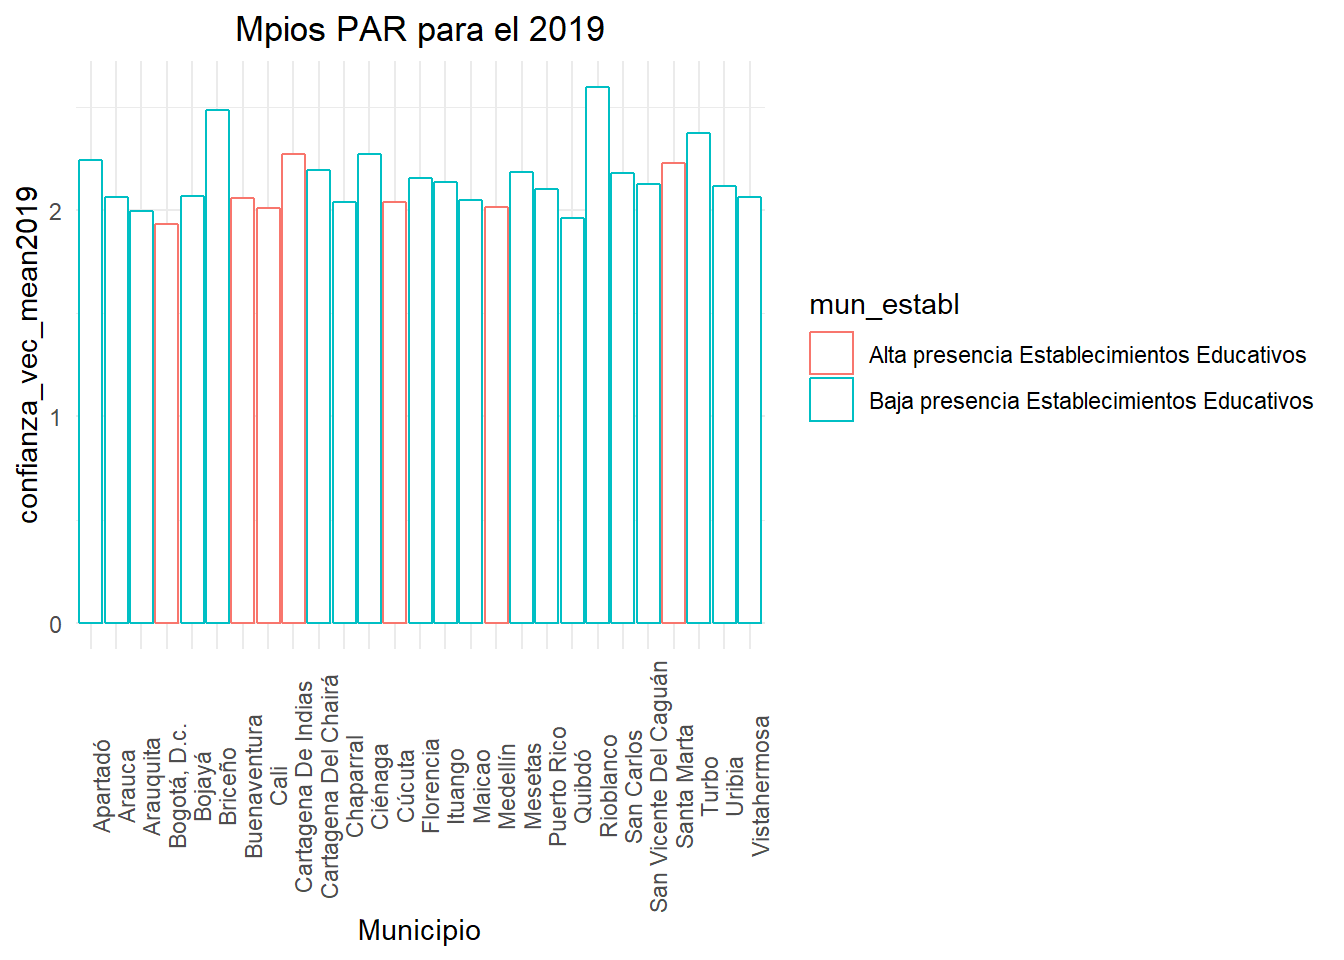 Mpios PAR para el 2019
confianza_vec_mean2019
2
1
0
Apartadó
Arauca
Arauquita
Bogotá, D.c.
Bojayá
Briceño
Buenaventura
Cali
Cartagena De Indias
Cartagena Del Chairá
Chaparral
Ciénaga
Cúcuta
Florencia
Ituango
Maicao
Medellín
Mesetas
Puerto Rico
Quibdó
Rioblanco
San Carlos
San Vicente Del Caguán
Santa Marta
Turbo
Uribia
Vistahermosa
Municipio
mun_establ
Alta presencia Establecimientos Educativos
Baja presencia Establecimientos Educativos